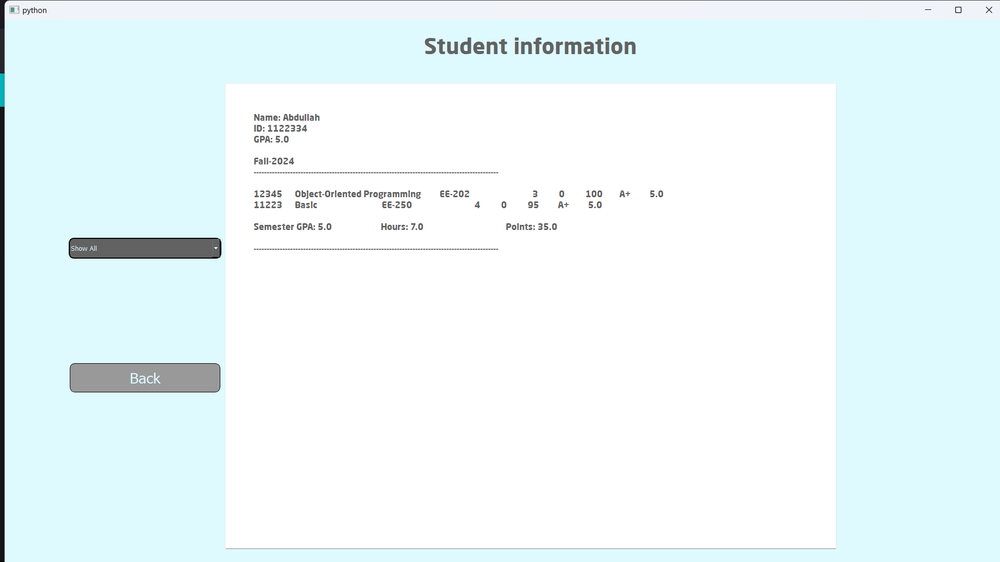 python
Student information
Name: Abdullah
ID: 1122334
GPA: 5.0
Fall-2024
----------------------------------------------------------------------------------------------
12345 Object-Oriented Programming EE-202 3 0 100 A+ 5.0
11223 Basic EE-250 4 0 95 A+ 5.0
Semester GPA: 5.0 Hours: 7.0 Points: 35.0
----------------------------------------------------------------------------------------------
Show All
Back